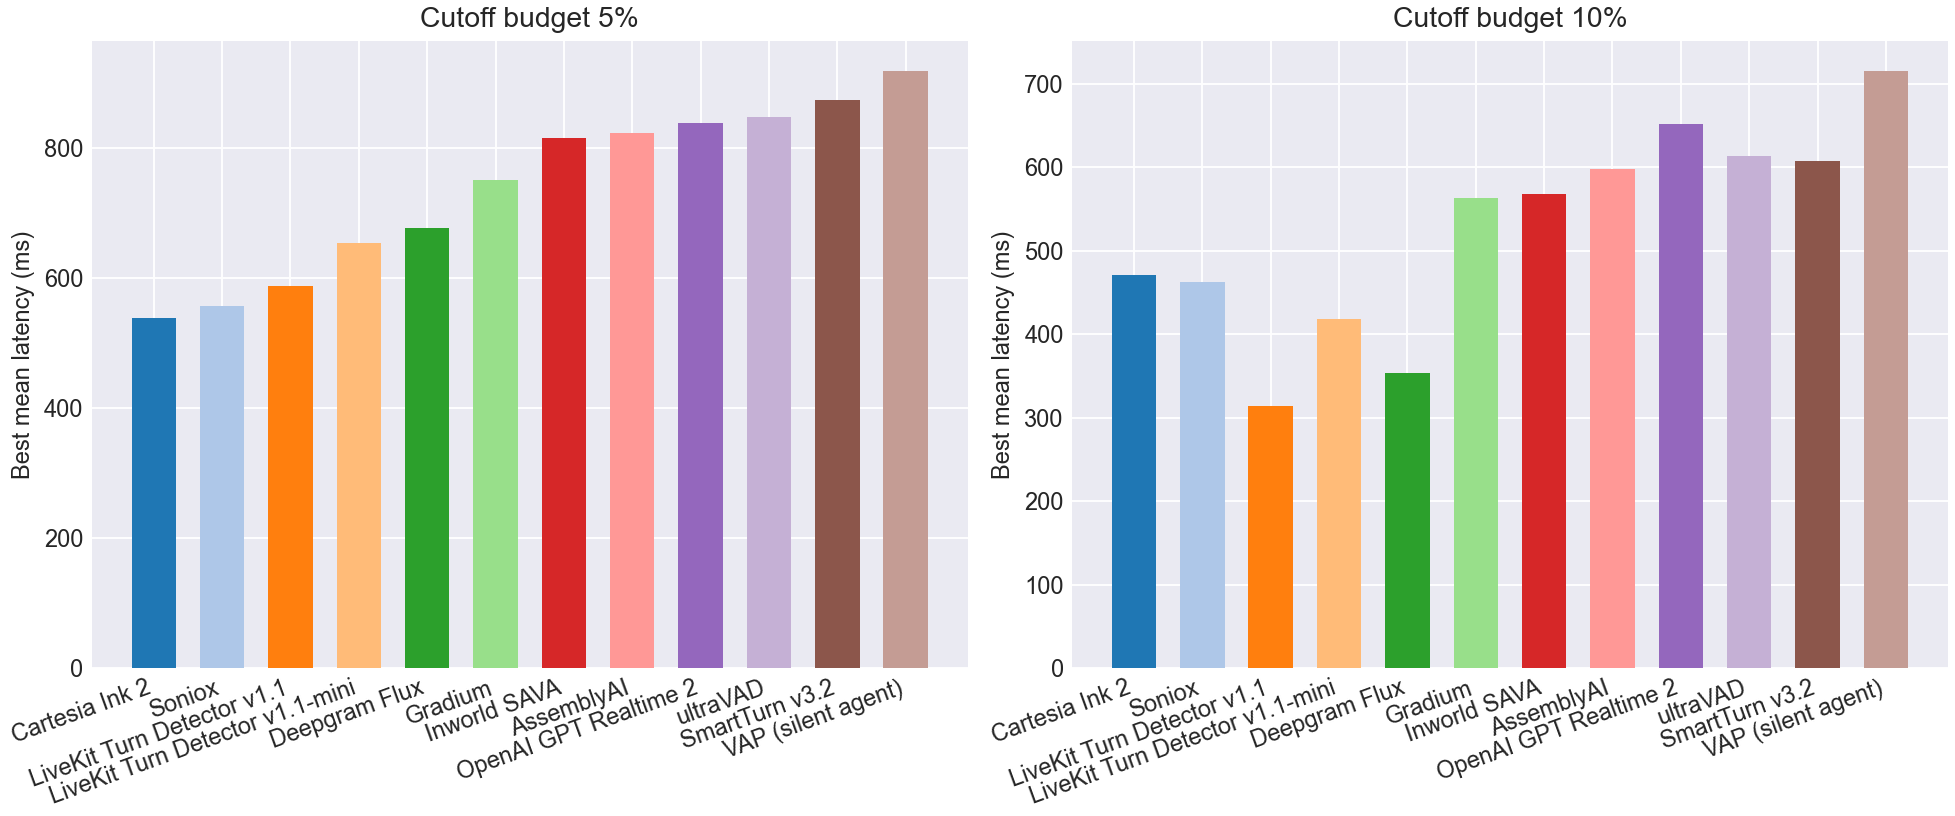 Cutoff budget 5%
Best mean latency (ms)
800
600
400
200
0
Cartesia Ink 2
Soniox
LiveKit Turn Detector v1.1
LiveKit Turn Detector v1.1-mini
Deepgram Flux
Gradium
Inworld SAVA
AssemblyAI
OpenAI GPT Realtime 2
ultraVAD
SmartTurn v3.2
VAP (silent agent)
Cutoff budget 10%
Best mean latency (ms)
700
600
500
400
300
200
100
0
Cartesia Ink 2
Soniox
LiveKit Turn Detector v1.1
LiveKit Turn Detector v1.1-mini
Deepgram Flux
Gradium
Inworld SAVA
AssemblyAI
OpenAI GPT Realtime 2
ultraVAD
SmartTurn v3.2
VAP (silent agent)